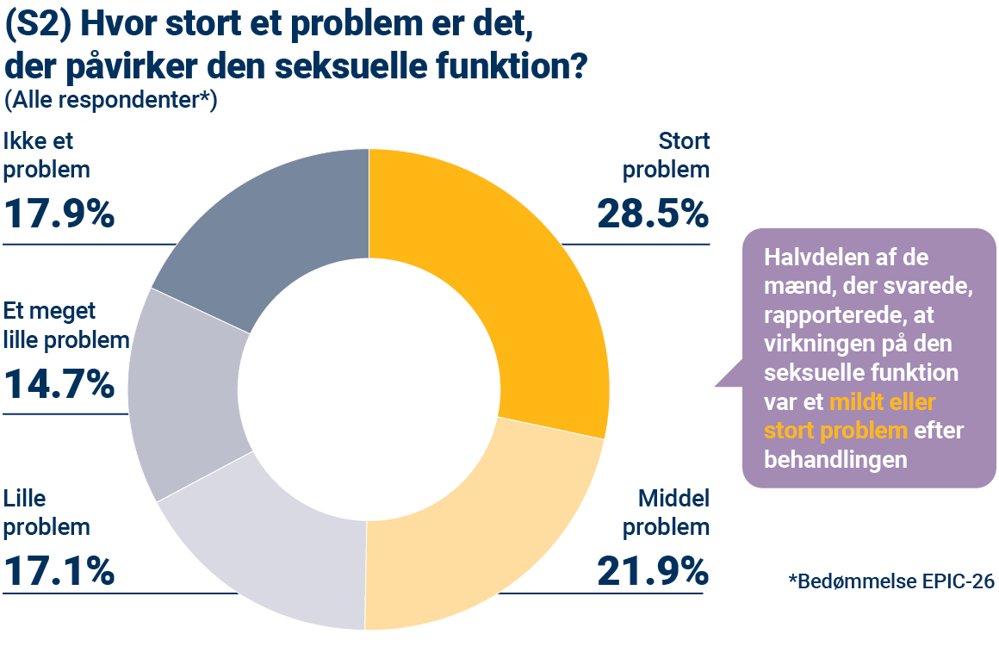 (S2) Hvor stort et problem er det,
der påvirker den seksuelle funktion?
(Alle respondenter*)
Ikke et
problem
17.9%
Stort
problem
28.5%
Et meget
lille problem
14.7%
Lille
problem
17.1%
Middel
problem
21.9%
Halvdelen af de
mænd, der svarede,
rapporterede, at
virkningen på den
seksuelle funktion
var et mildt eller
stort problem efter
behandlingen
*Bedømmelse EPIC-26